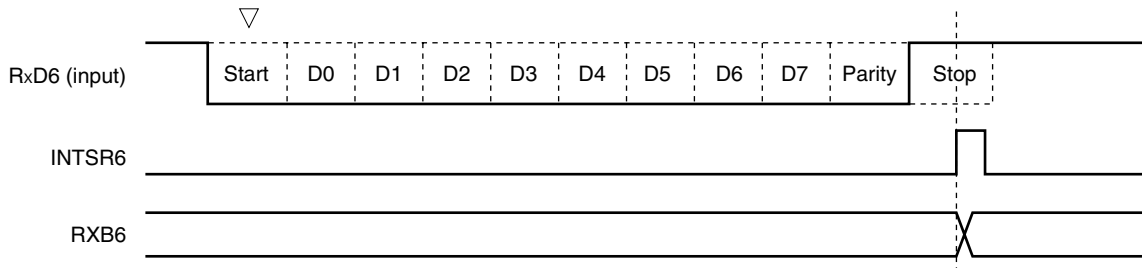 RxD6 (input) Start D0 D1 D2 D3 D4 D5 D6 D7 Parity Stop
INTSR6
RXB6